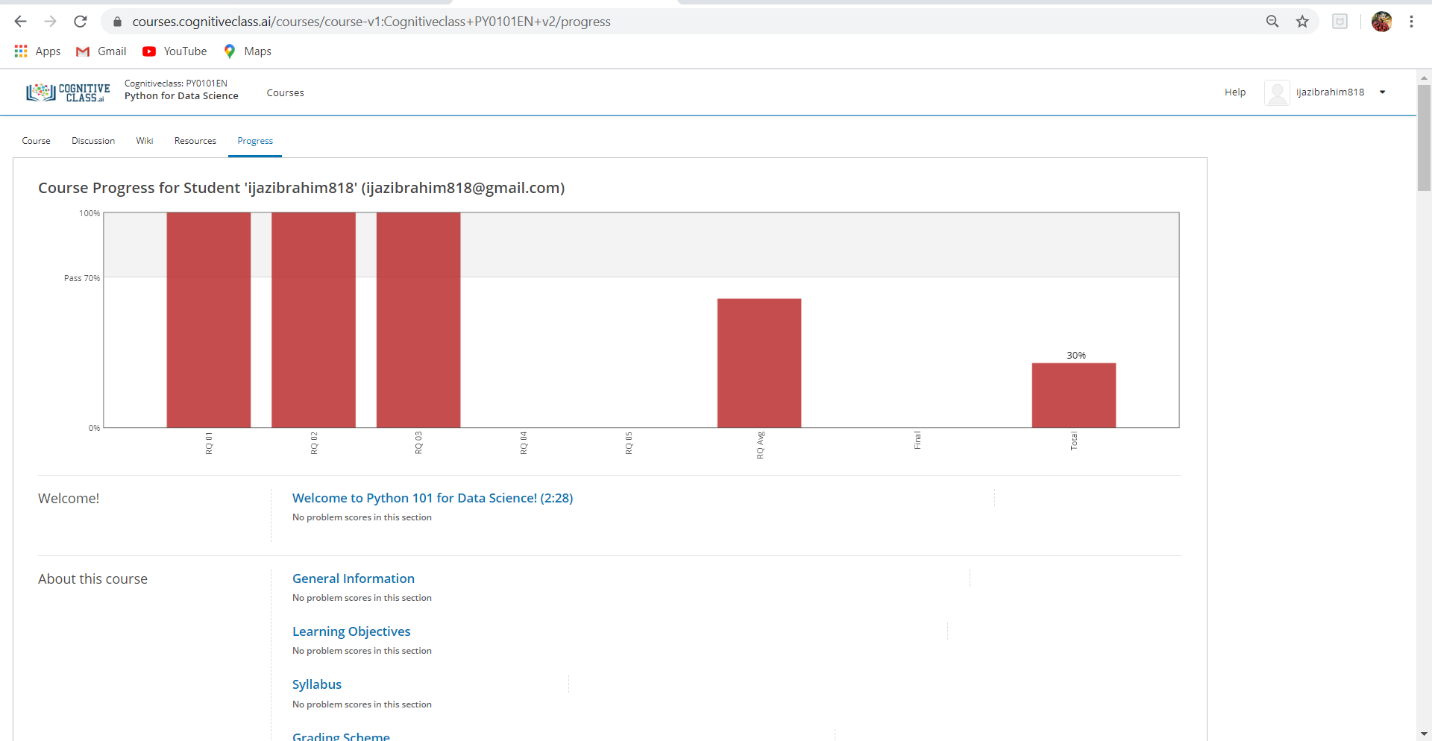 courses.cognitiveclass.ai/courses/course-v1:Cognitiveclass+PY0101EN+v2/progress
Apps Gmail YouTube Maps
COGNITIVE CLASS.ai
Cognitiveclass: PY0101EN
Python for Data Science
Courses
Help
ijazibrahim818
Course Discussion Wiki Resources Progress
Course Progress for Student 'ijazibrahim818' (ijazibrahim818@gmail.com)
100%
Pass 70%
30%
0%
RQ 01 RQ 02 RQ 03 RQ 04 RQ 05 RQ Avg Final Total
Welcome!
Welcome to Python 101 for Data Science! (2:28)
No problem scores in this section
About this course
General Information
No problem scores in this section
Learning Objectives
No problem scores in this section
Syllabus
No problem scores in this section
Grading Scheme